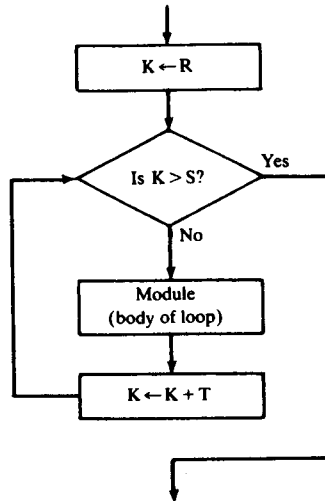 K ← R
Is K > S?
Yes
No
Module
(body of loop)
K ← K + T